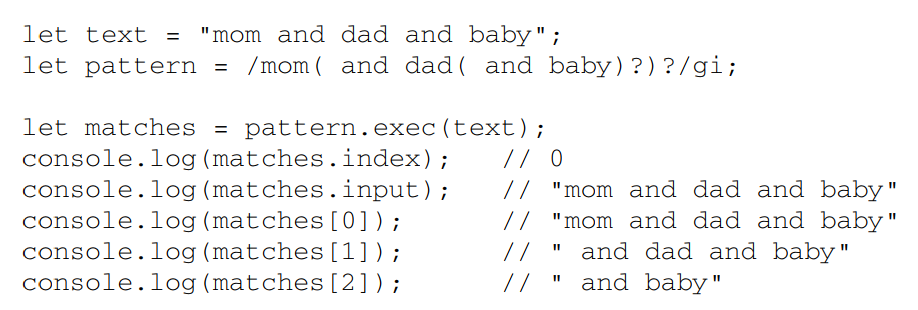 let text = "mom and dad and baby";
let pattern = /mom( and dad( and baby)?)?/gi;
let matches = pattern.exec(text);
console.log(matches.index);   // 0
console.log(matches.input);   // "mom and dad and baby"
console.log(matches[0]);      // "mom and dad and baby"
console.log(matches[1]);      // " and dad and baby"
console.log(matches[2]);      // " and baby"